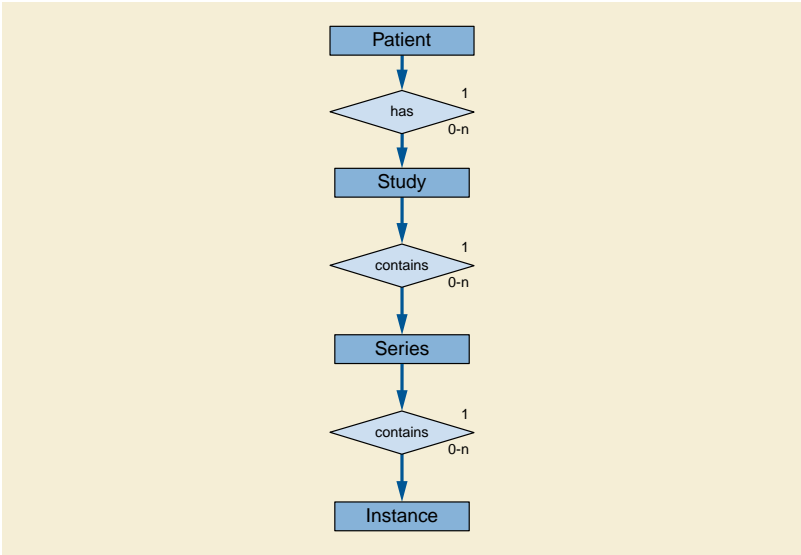 Patient
1
has
0-n
Study
1
contains
0-n
Series
1
contains
0-n
Instance